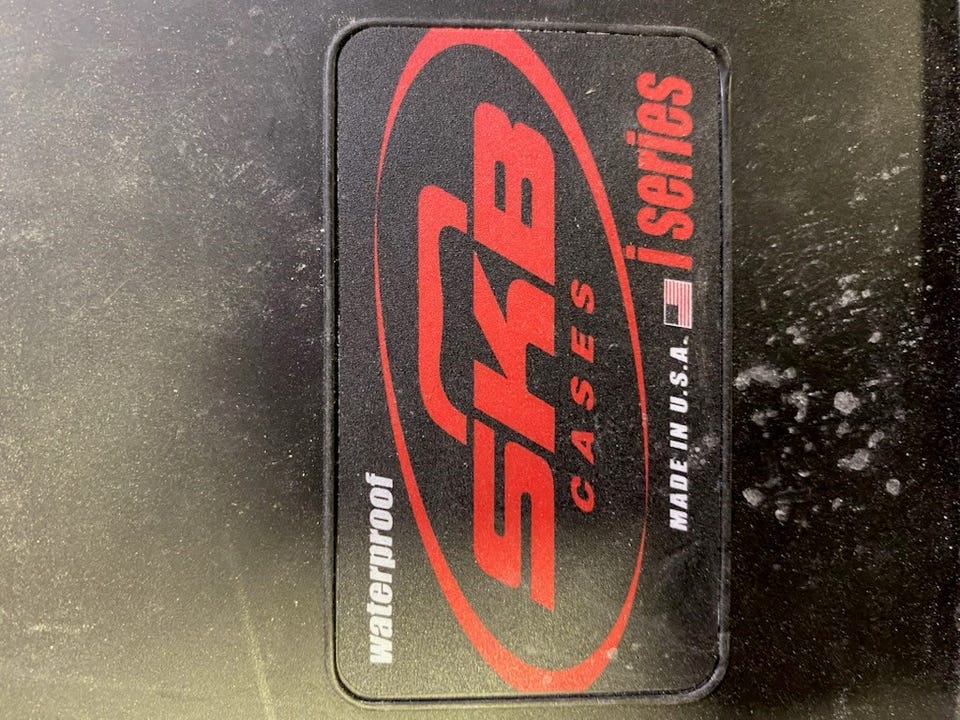 waterproof
SKB
CASES
MADE IN U.S.A. i series